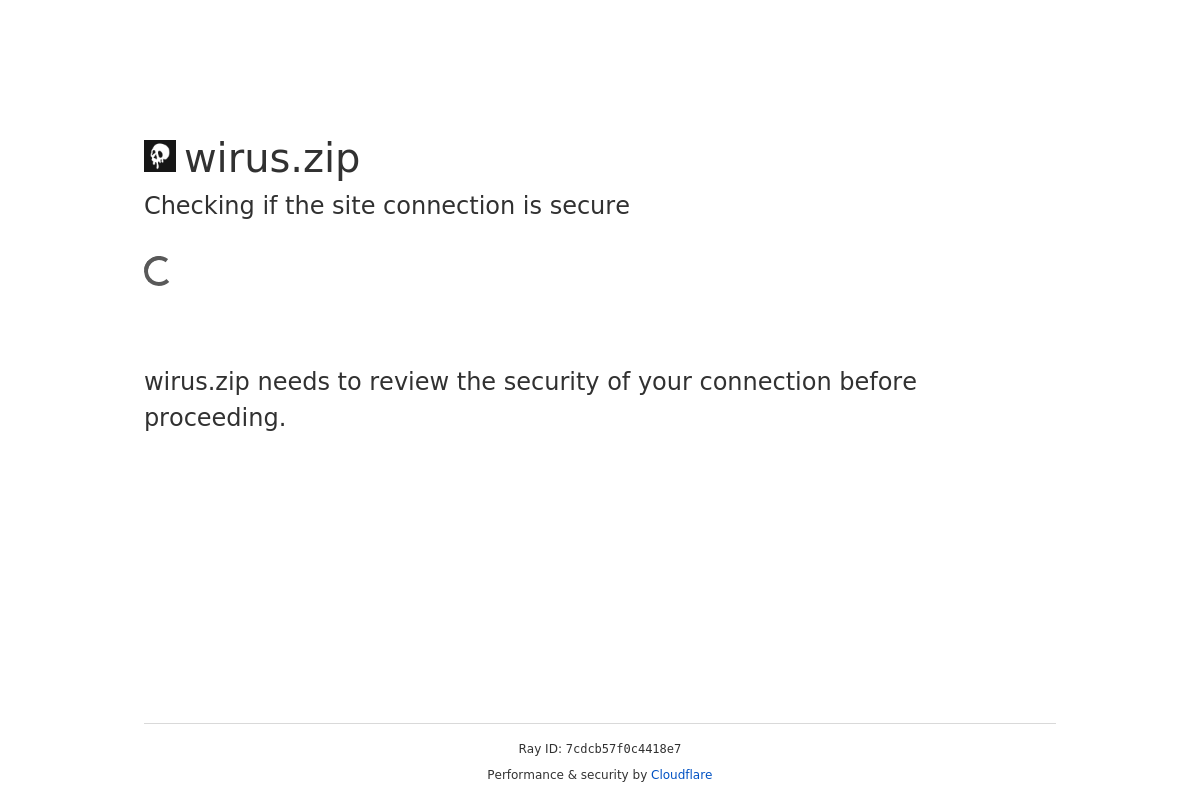 wirus.zip
Checking if the site connection is secure
wirus.zip needs to review the security of your connection before
proceeding.
Ray ID: 7cdcb57f0c4418e7
Performance & security by Cloudflare